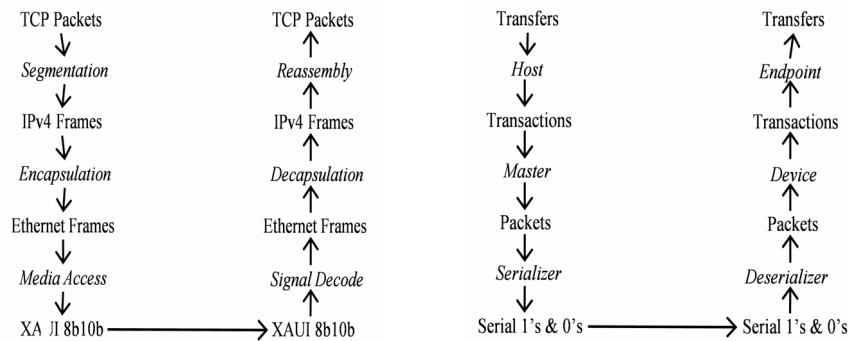 TCP Packets
Segmentation
IPv4 Frames
Encapsulation
Ethernet Frames
Media Access
8b10b
TCP Packets
Reassembly
IPv4 Frames
Decapsulation
Ethernet Frames
Signal Decode
XAUI 8b10b
Transfers
Host
Transactions
Master
Packets
Serializer
Serial 1's & 0's
Transfers
Endpoint
Transactions
Device
Packets
Deserializer
Serial 1's & 0's